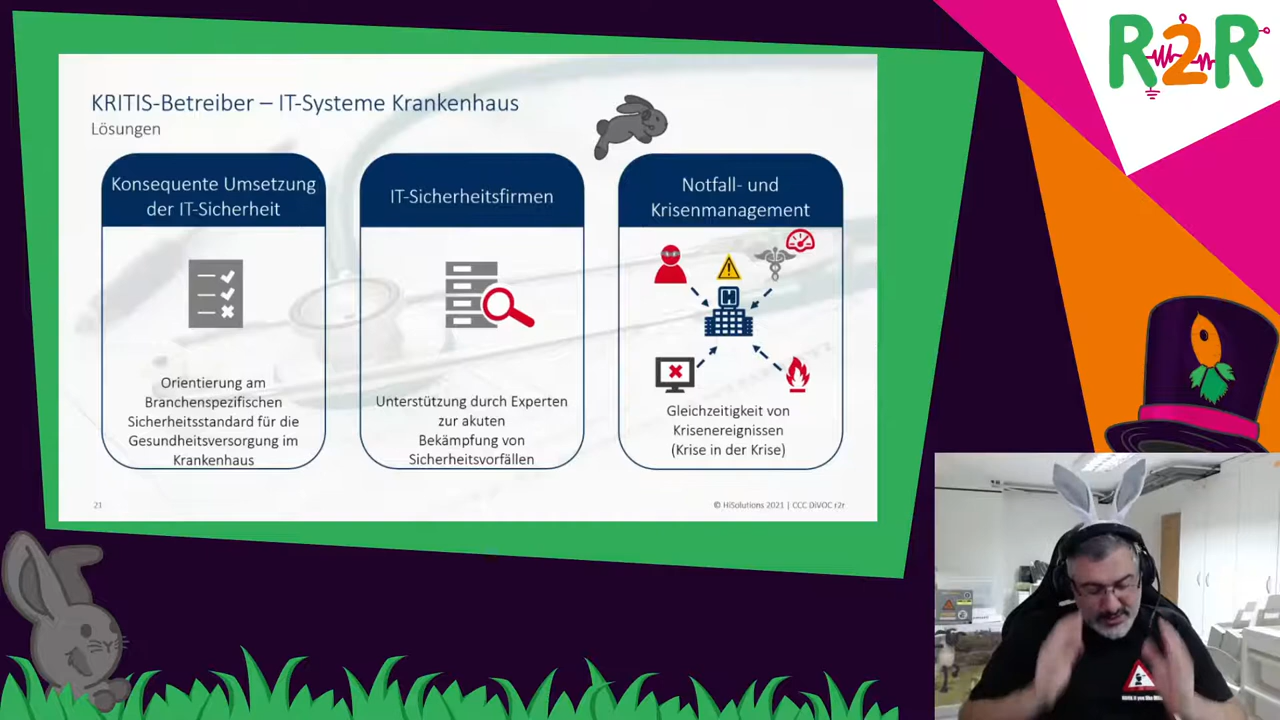 KRITIS-Betreiber – IT-Systeme Krankenhaus
Lösungen
Konsequente Umsetzung
der IT-Sicherheit
Orientierung am
Branchenspezifischen
Sicherheitsstandard für die
Gesundheitsversorgung im
Krankenhaus
IT-Sicherheitsfirmen
Unterstützung durch Experten
zur akuten
Bekämpfung von
Sicherheitsvorfällen
Notfall- und
Krisenmanagement
H
Gleichzeitigkeit von
Krisenereignissen
(Krise in der Krise)
21
© HiSolutions 2021 | CCC DiVOC r2r
R2R